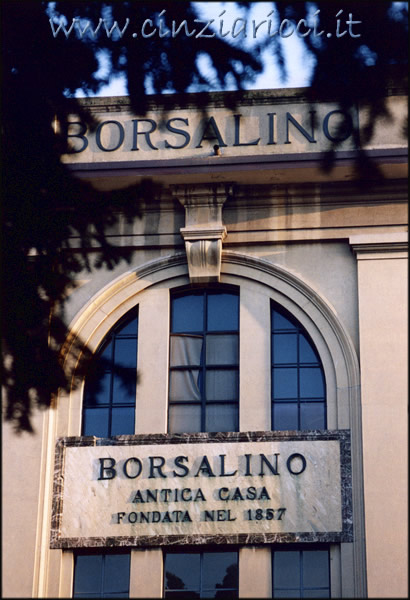 www.cinziaricci.it
BORSALINO
BORSALINO
ANTICA CASA
FONDATA NEL 1857